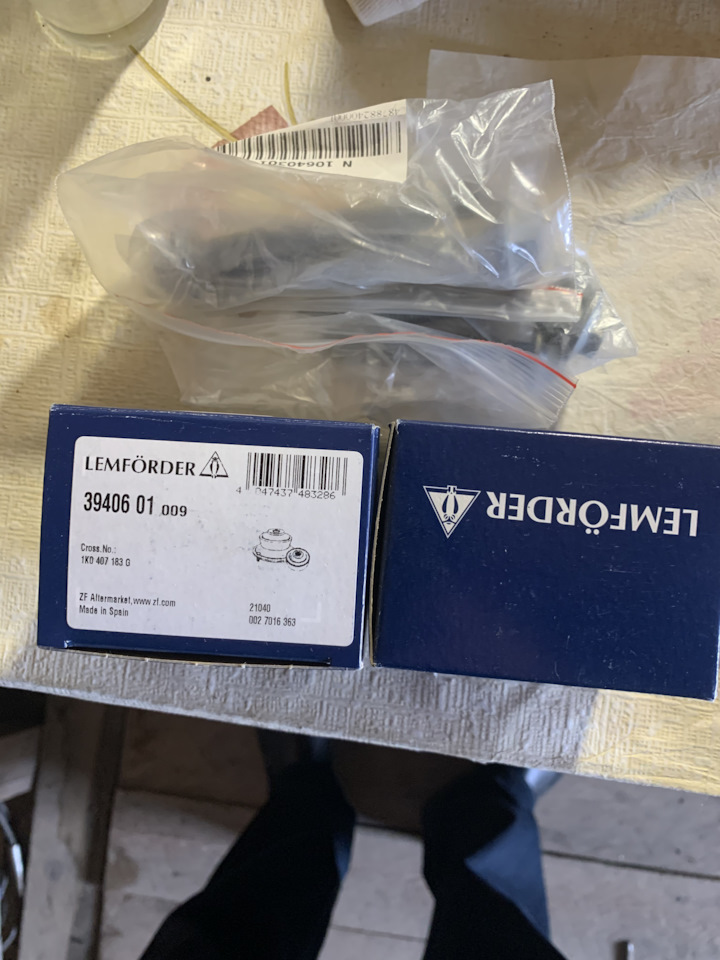 N 10640301
LEMFÖRDER
4 047437 483286
39406 01 009
Cross.No.:
1K0 407 183 G
ZF Aftermarket,www.zf.com
Made in Spain
21040
002 7016 363
LEMFÖRDER